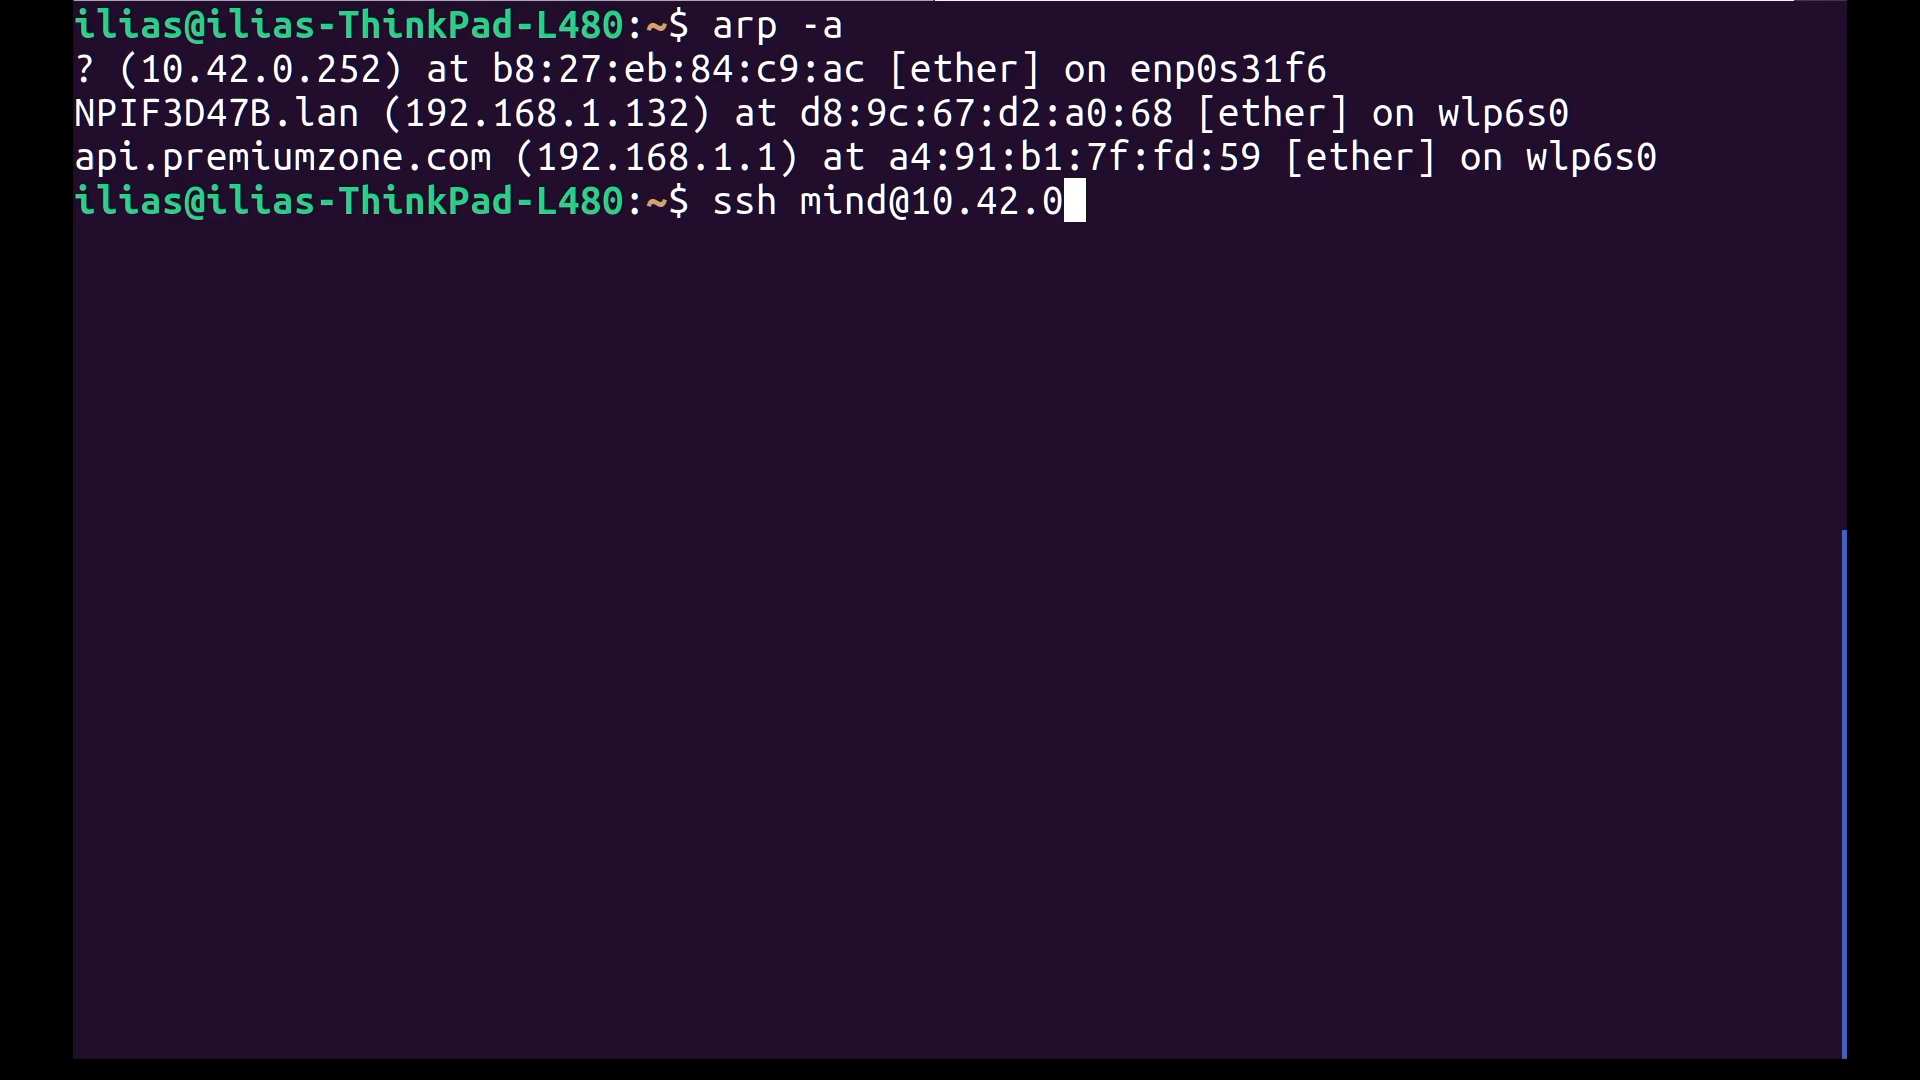 ilias@ilias-ThinkPad-L480:~$ arp -a
? (10.42.0.252) at b8:27:eb:84:c9:ac [ether] on enp0s31f6
NPIF3D47B.lan (192.168.1.132) at d8:9c:67:d2:a0:68 [ether] on wlp6s0
api.premiumzone.com (192.168.1.1) at a4:91:b1:7f:fd:59 [ether] on wlp6s0
ilias@ilias-ThinkPad-L480:~$ ssh mind@10.42.0